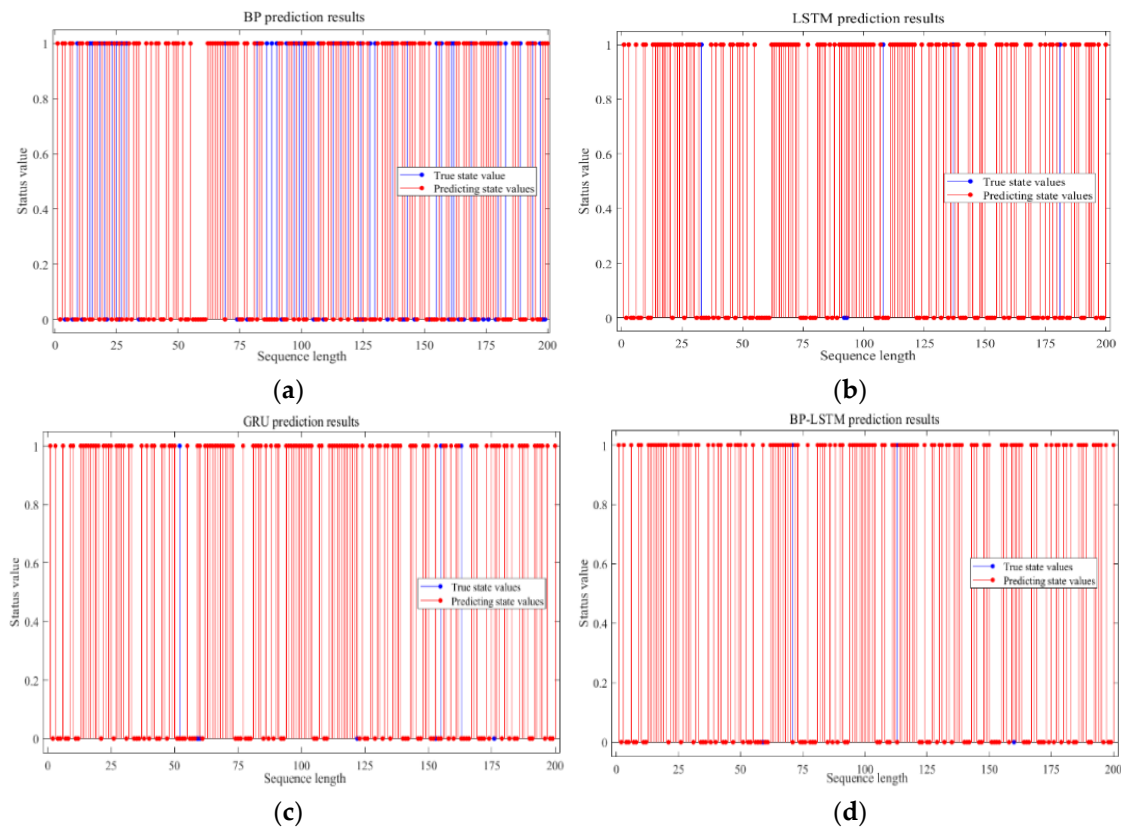 BP prediction results
1
0.8
0.6
0.4
0.2
0
Status value
True state value
Predicting state values
0 25 50 75 100 125 150 175 200
Sequence length
(a)
LSTM prediction results
1
0.8
0.6
0.4
0.2
0
Status value
True state values
Predicting state values
0 25 50 75 100 125 150 175 200
Sequence length
(b)
GRU prediction results
1
0.8
0.6
0.4
0.2
0
Status value
True state values
Predicting state values
0 25 50 75 100 125 150 175 200
Sequence length
(c)
BP-LSTM prediction results
1
0.8
0.6
0.4
0.2
0
Status value
True state values
Predicting state values
0 25 50 75 100 125 150 175 200
Sequence length
(d)